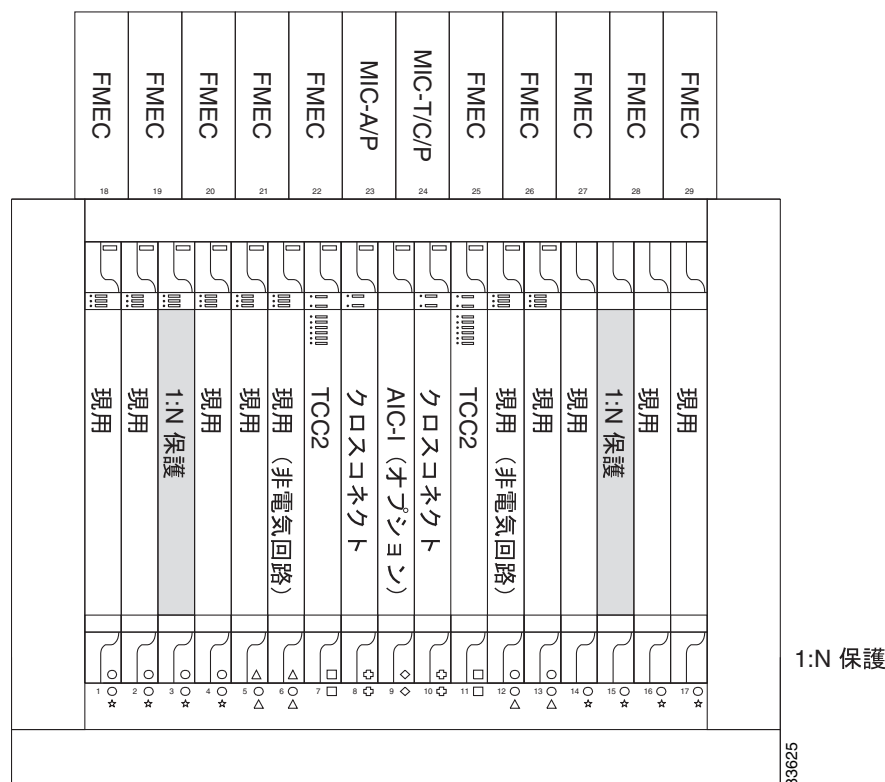 FMEC
FMEC
FMEC
FMEC
FMEC
MIC-A/P
MIC-T/C/P
FMEC
FMEC
FMEC
FMEC
FMEC
18
19
20
21
22
23
24
25
26
27
28
29
現用
現用
1:N 保護
現用
現用
現用 （非電気回路）
TCC2
クロスコネクト
AIC-I（オプション）
クロスコネクト
TCC2
現用 （非電気回路）
現用
現用
1:N 保護
現用
現用
1
2
3
4
5
6
7
8
9
10
11
12
13
14
15
16
17
1:N 保護